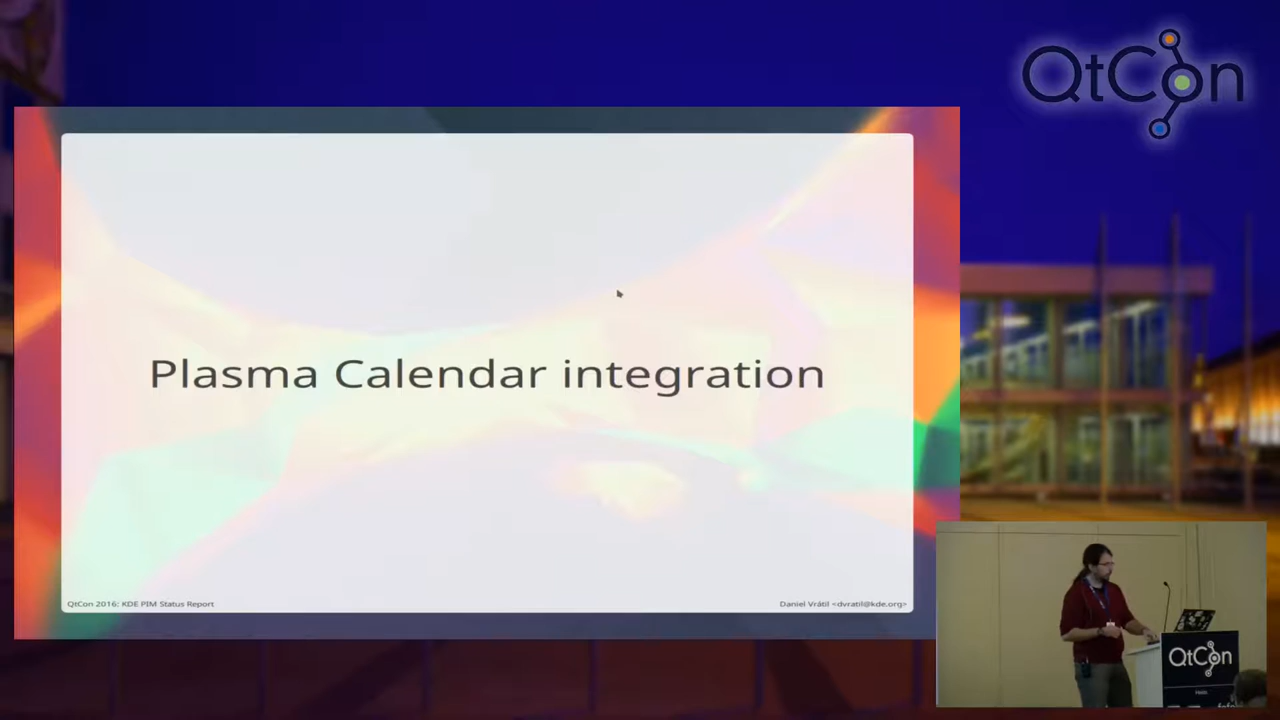 QtCon
Plasma Calendar integration
QtCon 2016: KDE PIM Status Report
Daniel Vrátil <dvratil@kde.org>
QtCon